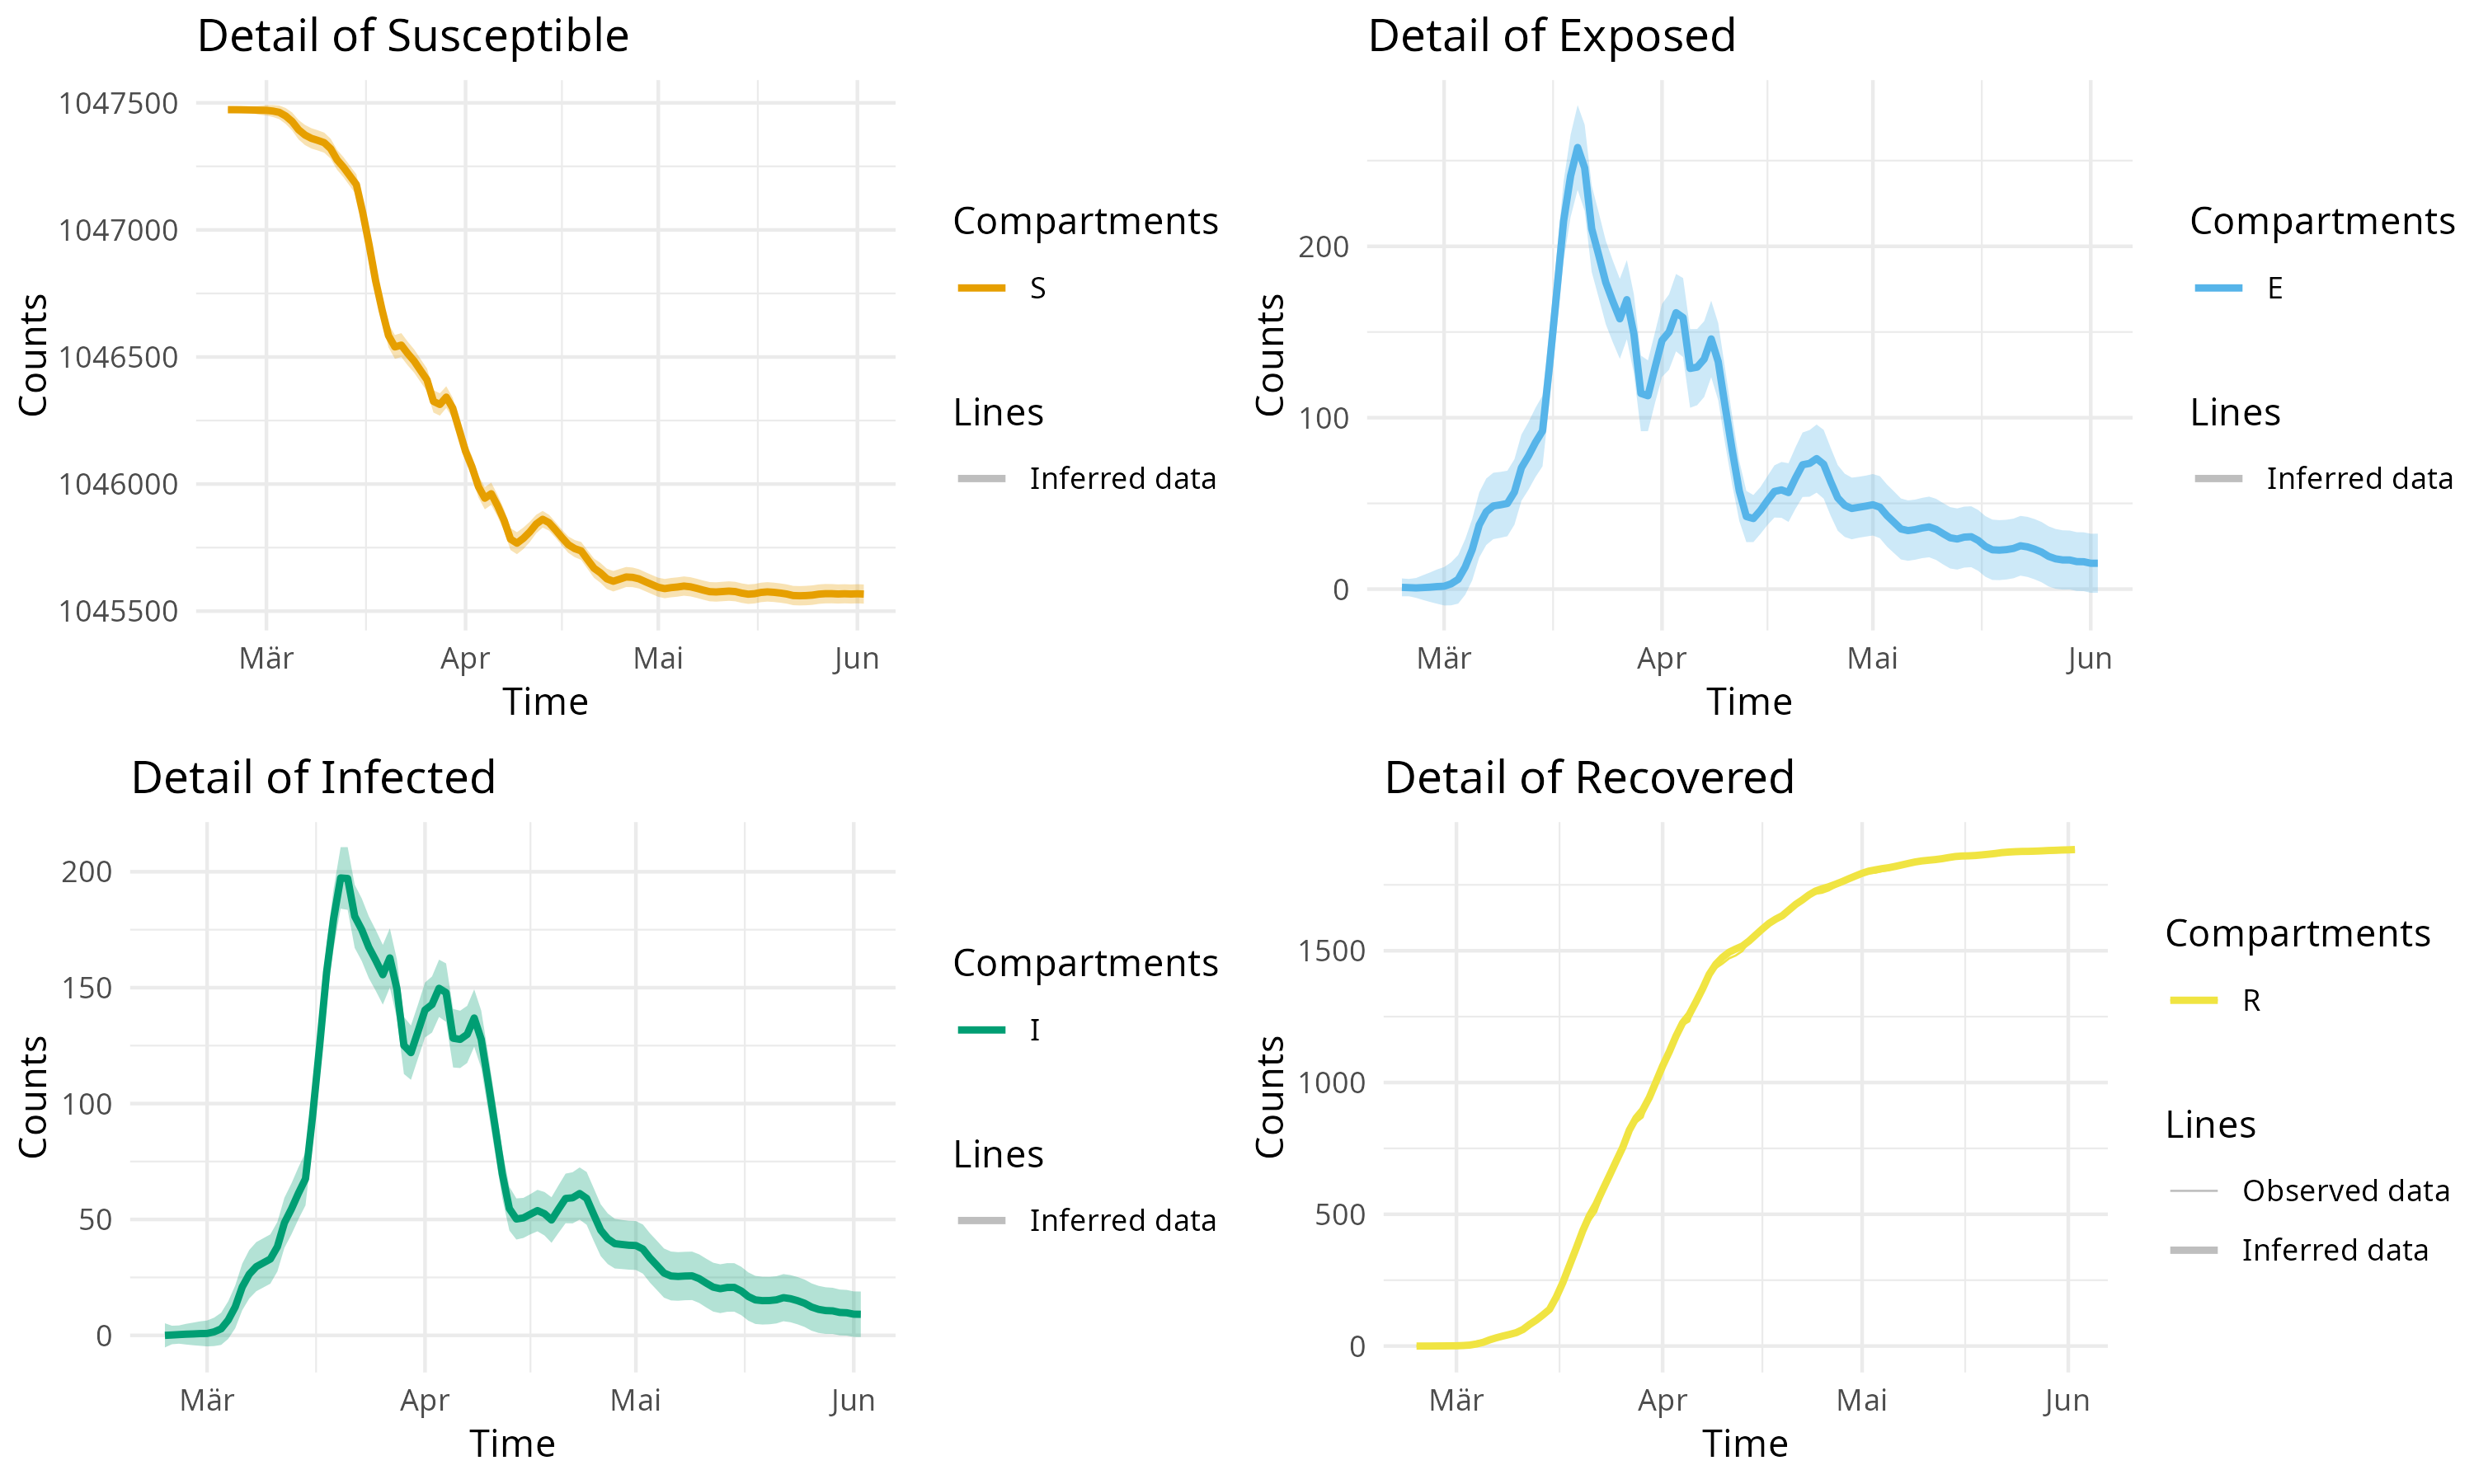 Detail of Susceptible
1047500
1047000
1046500
1046000
1045500
Counts
Mär Apr Mai Jun
Time
Compartments
S
Lines
Inferred data
Detail of Exposed
200
100
0
Counts
Mär Apr Mai Jun
Time
Compartments
E
Lines
Inferred data
Detail of Infected
200
150
100
50
0
Counts
Mär Apr Mai Jun
Time
Compartments
I
Lines
Inferred data
Detail of Recovered
1500
1000
500
0
Counts
Mär Apr Mai Jun
Time
Compartments
R
Lines
Observed data
Inferred data